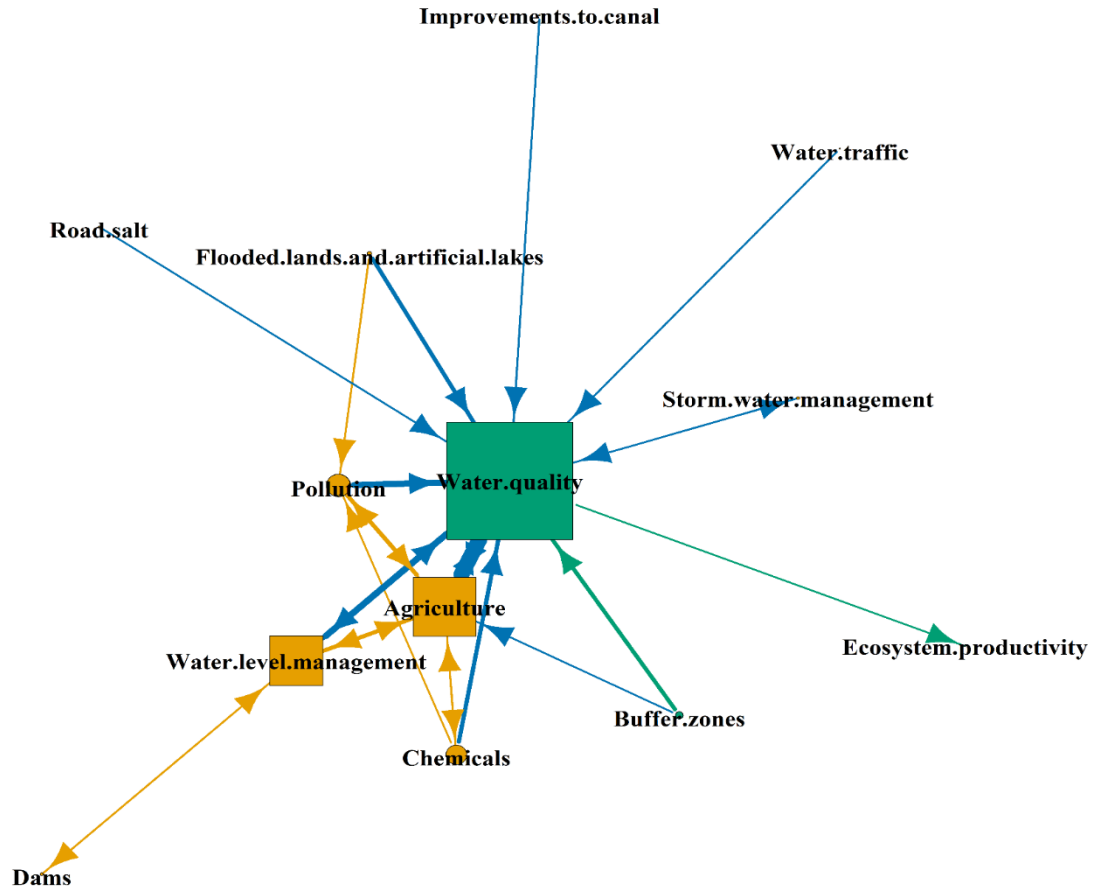 Improvements.to.canal
Water.traffic
Road.salt
Flooded.lands.and.artificial.lakes
Storm.water.management
Water.quality
Pollution
Agriculture
Ecosystem.productivity
Water.level.management
Buffer.zones
Chemicals
Dams